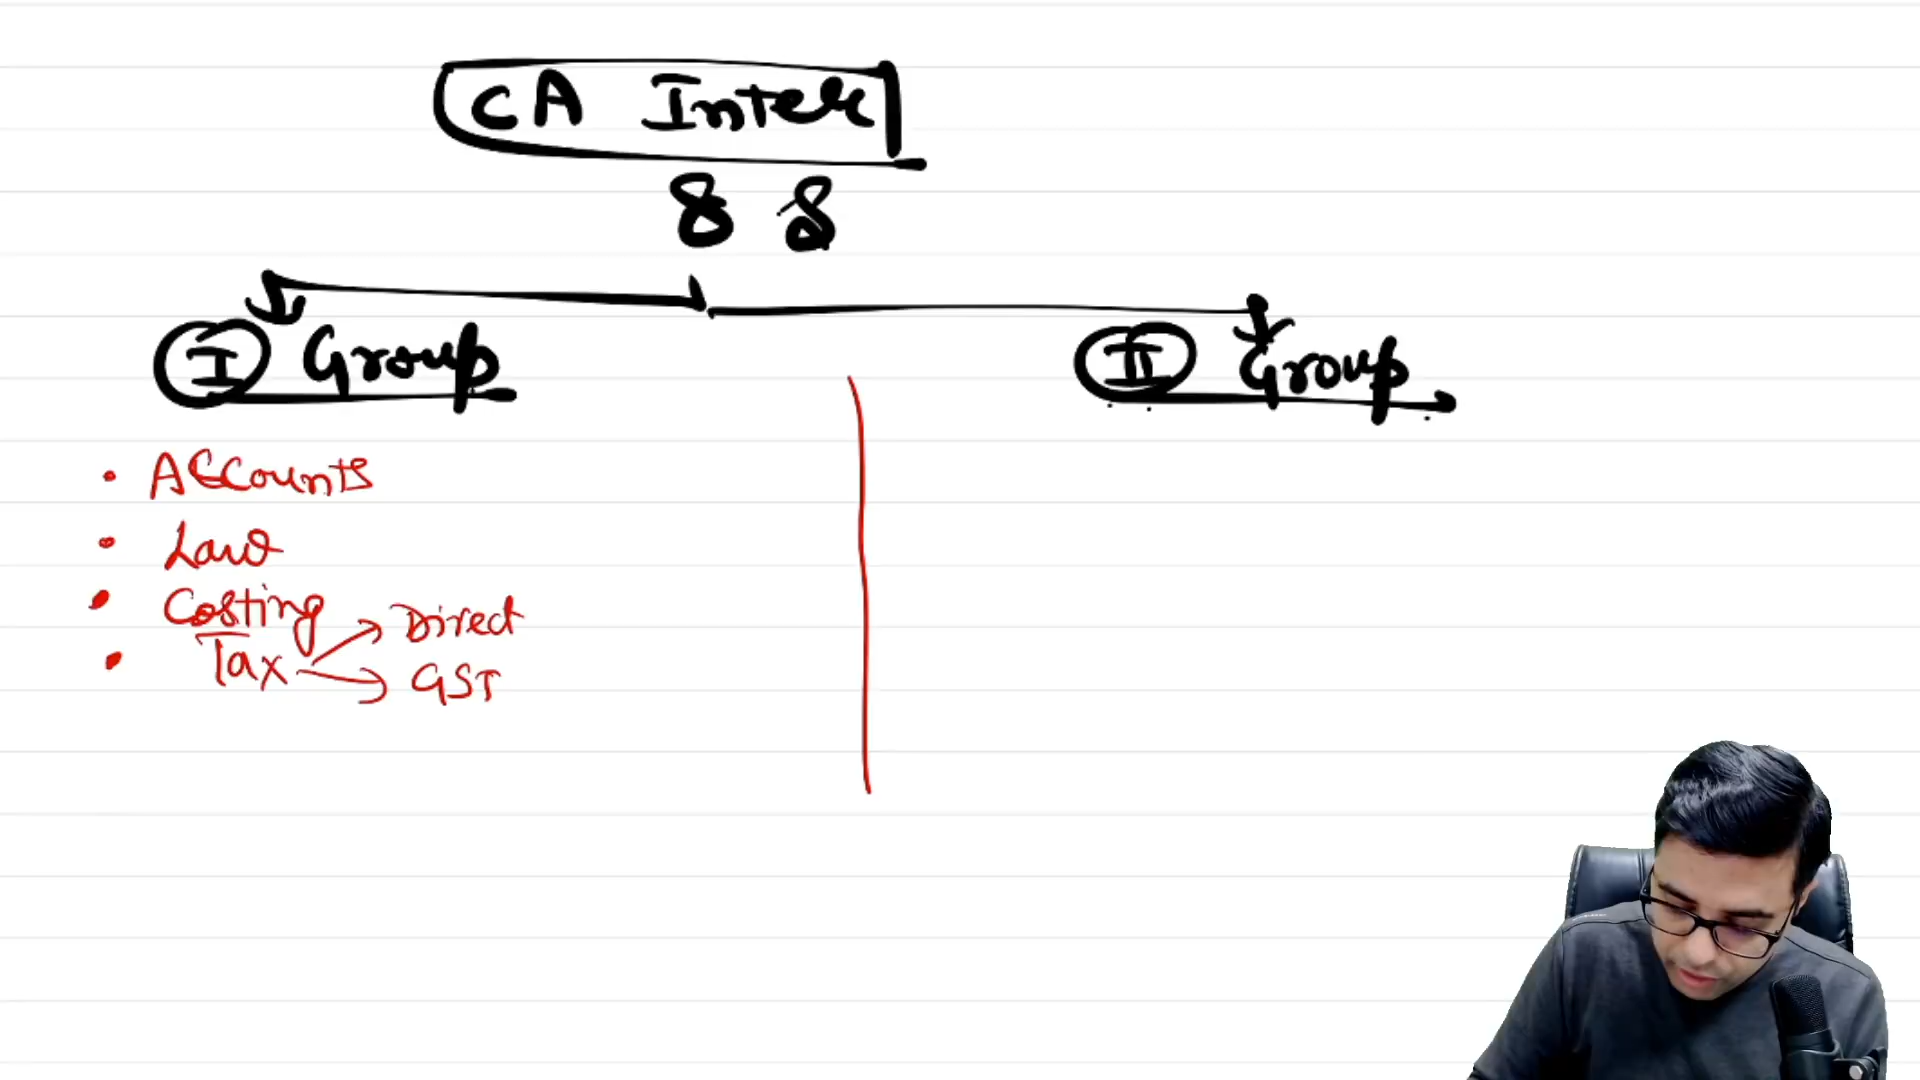 CA Inter
8 8
I Group
II Group
• Accounts
• Law
• Costing
• Tax
Direct
GST